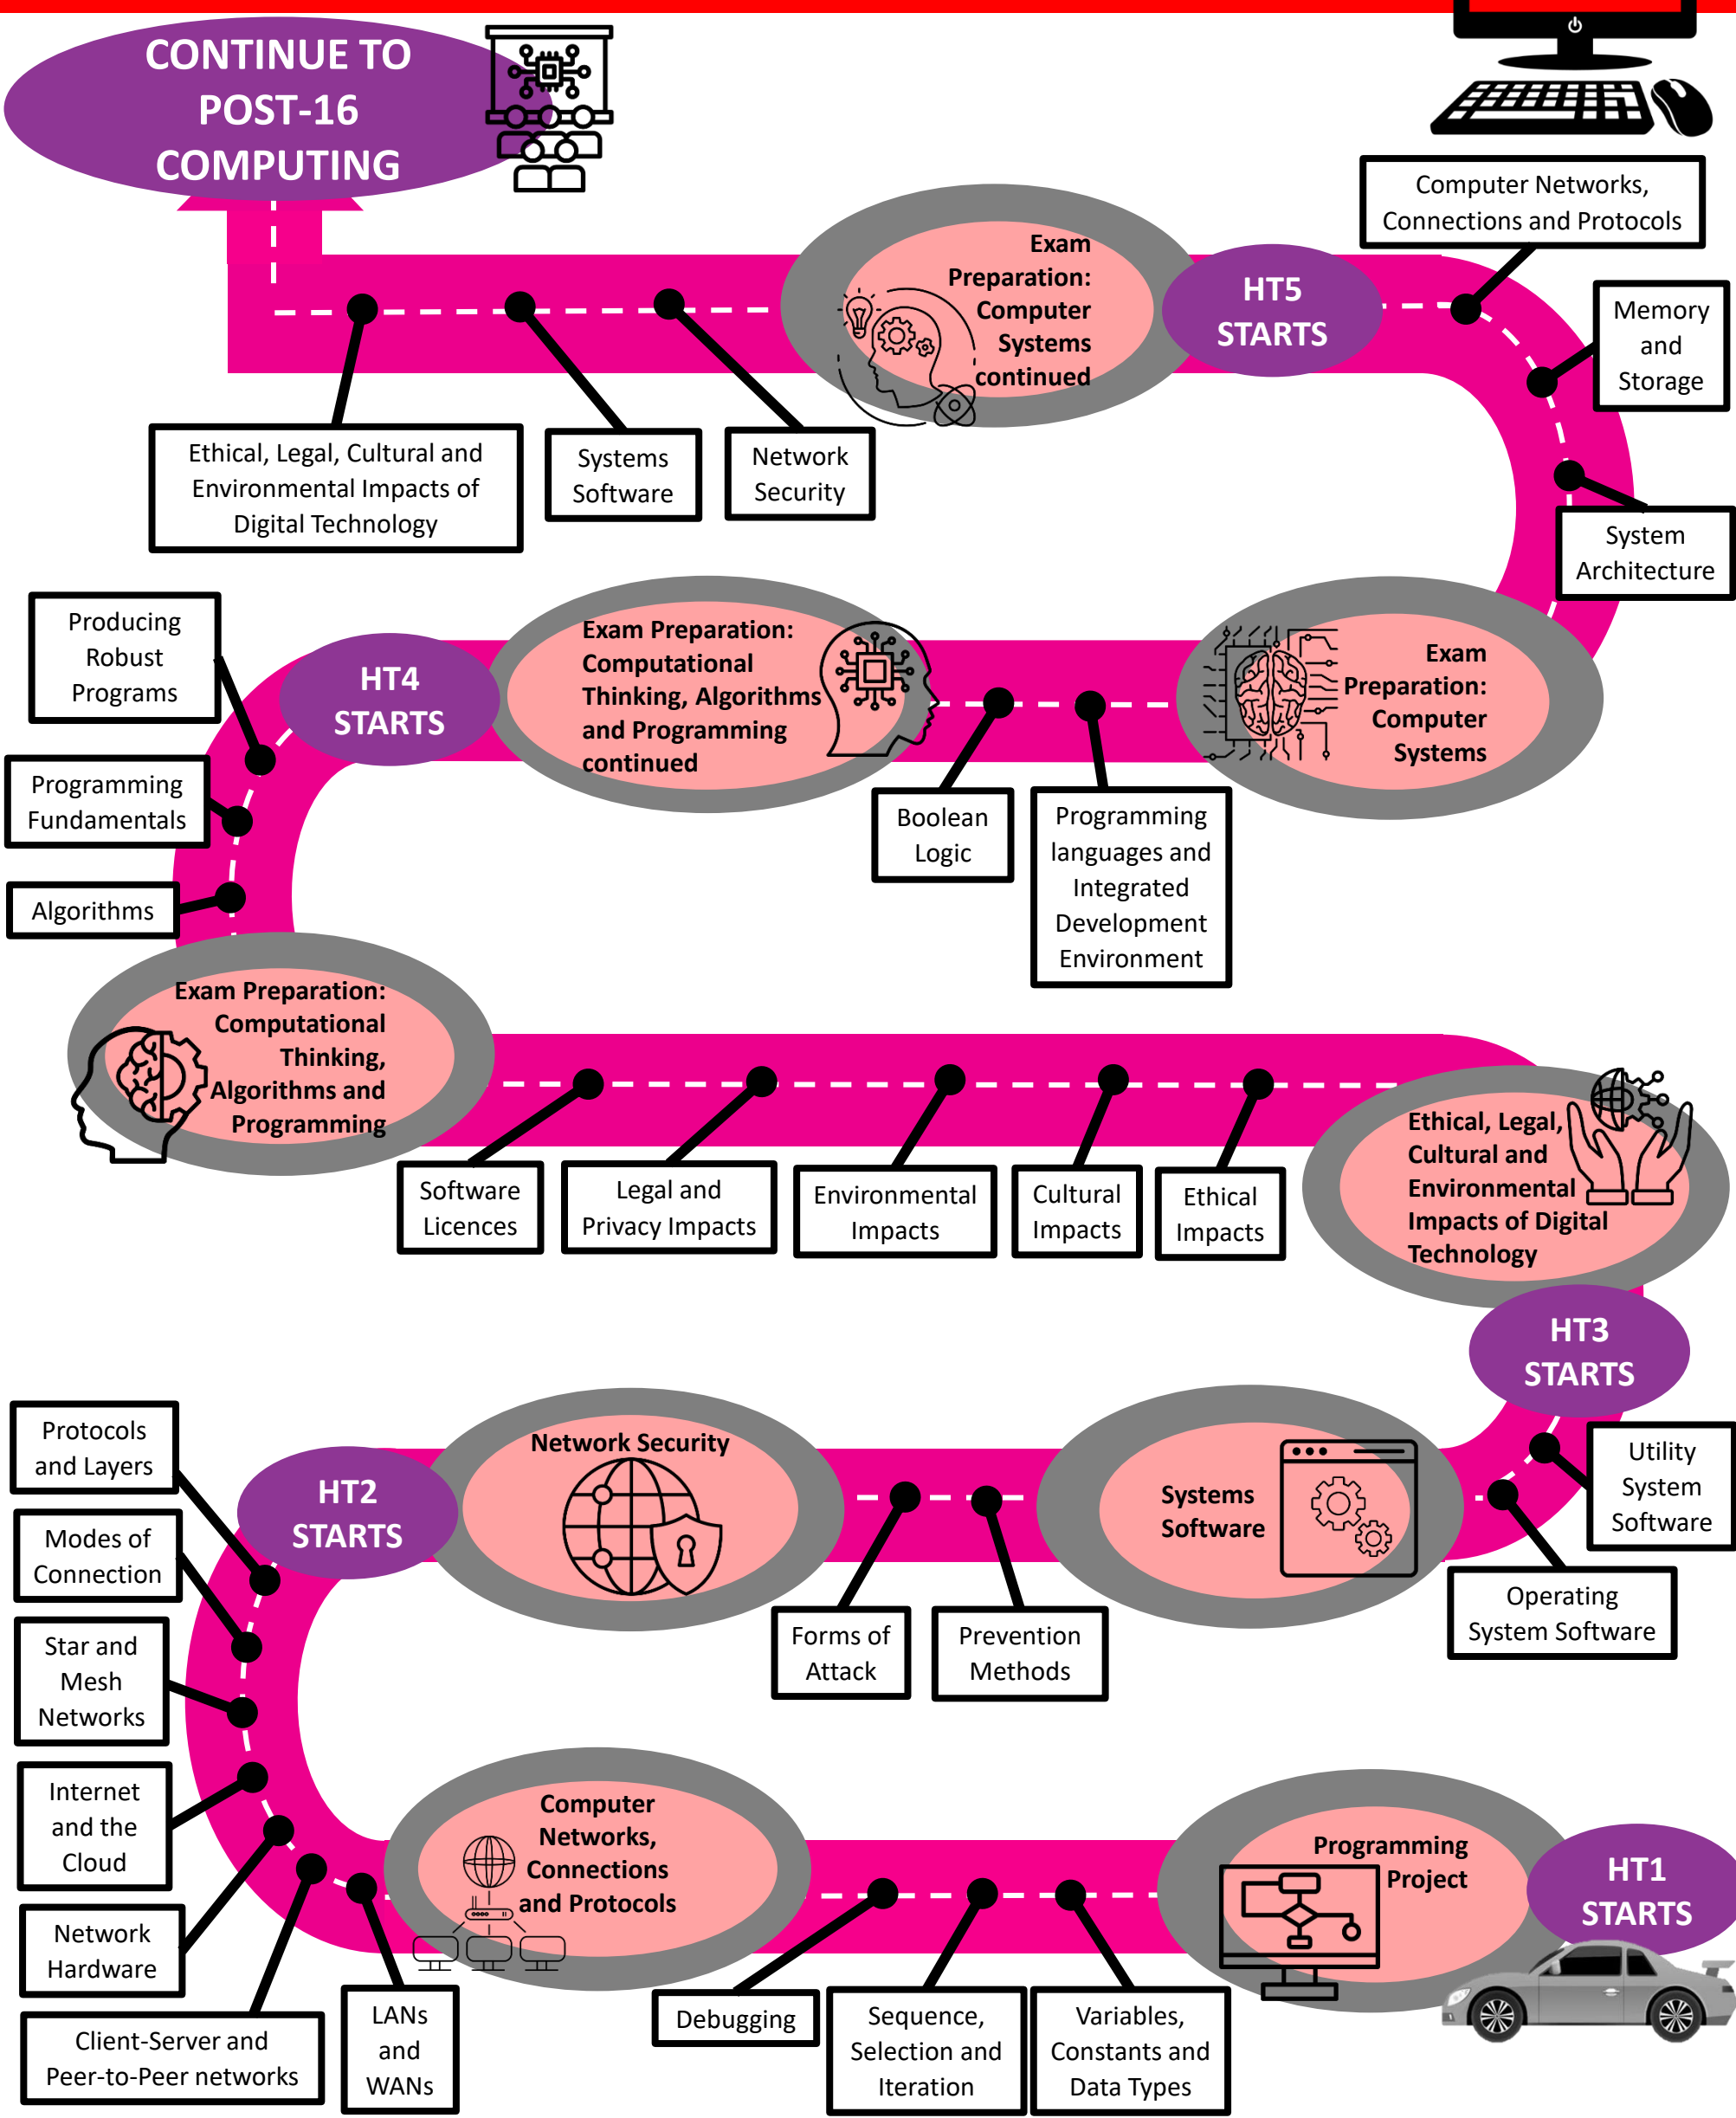 CONTINUE TO
POST-16
COMPUTING
Computer Networks,
Connections and Protocols
Exam
Preparation:
Computer
Systems
continued
HT5
STARTS
Memory
and
Storage
Ethical, Legal, Cultural and
Environmental Impacts of
Digital Technology
Systems
Software
Network
Security
System
Architecture
Producing
Robust
Programs
HT4
STARTS
Exam Preparation:
Computational
Thinking, Algorithms
and Programming
continued
Exam
Preparation:
Computer
Systems
Programming
Fundamentals
Boolean
Logic
Programming
languages and
Integrated
Development
Environment
Algorithms
Exam Preparation:
Computational
Thinking,
Algorithms and
Programming
Software
Licences
Legal and
Privacy Impacts
Environmental
Impacts
Cultural
Impacts
Ethical
Impacts
Ethical, Legal,
Cultural and
Environmental
Impacts of Digital
Technology
HT3
STARTS
Protocols
and Layers
HT2
STARTS
Network Security
Systems
Software
Utility
System
Software
Modes of
Connection
Operating
System Software
Star and
Mesh
Networks
Forms of
Attack
Prevention
Methods
Internet
and the
Cloud
Computer
Networks,
Connections
and Protocols
Programming
Project
HT1
STARTS
Network
Hardware
Client-Server and
Peer-to-Peer networks
LANs
and
WANs
Debugging
Sequence,
Selection and
Iteration
Variables,
Constants and
Data Types